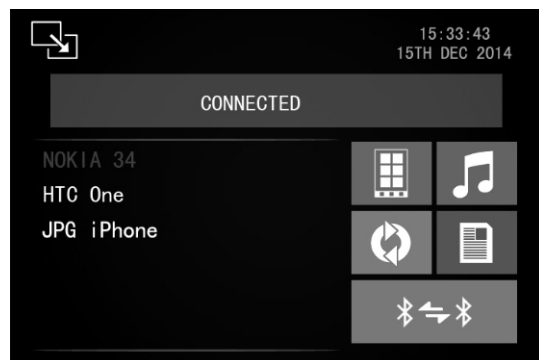 15:33:43
15TH DEC 2014
CONNECTED
NOKIA 34
HTC One
JPG iPhone